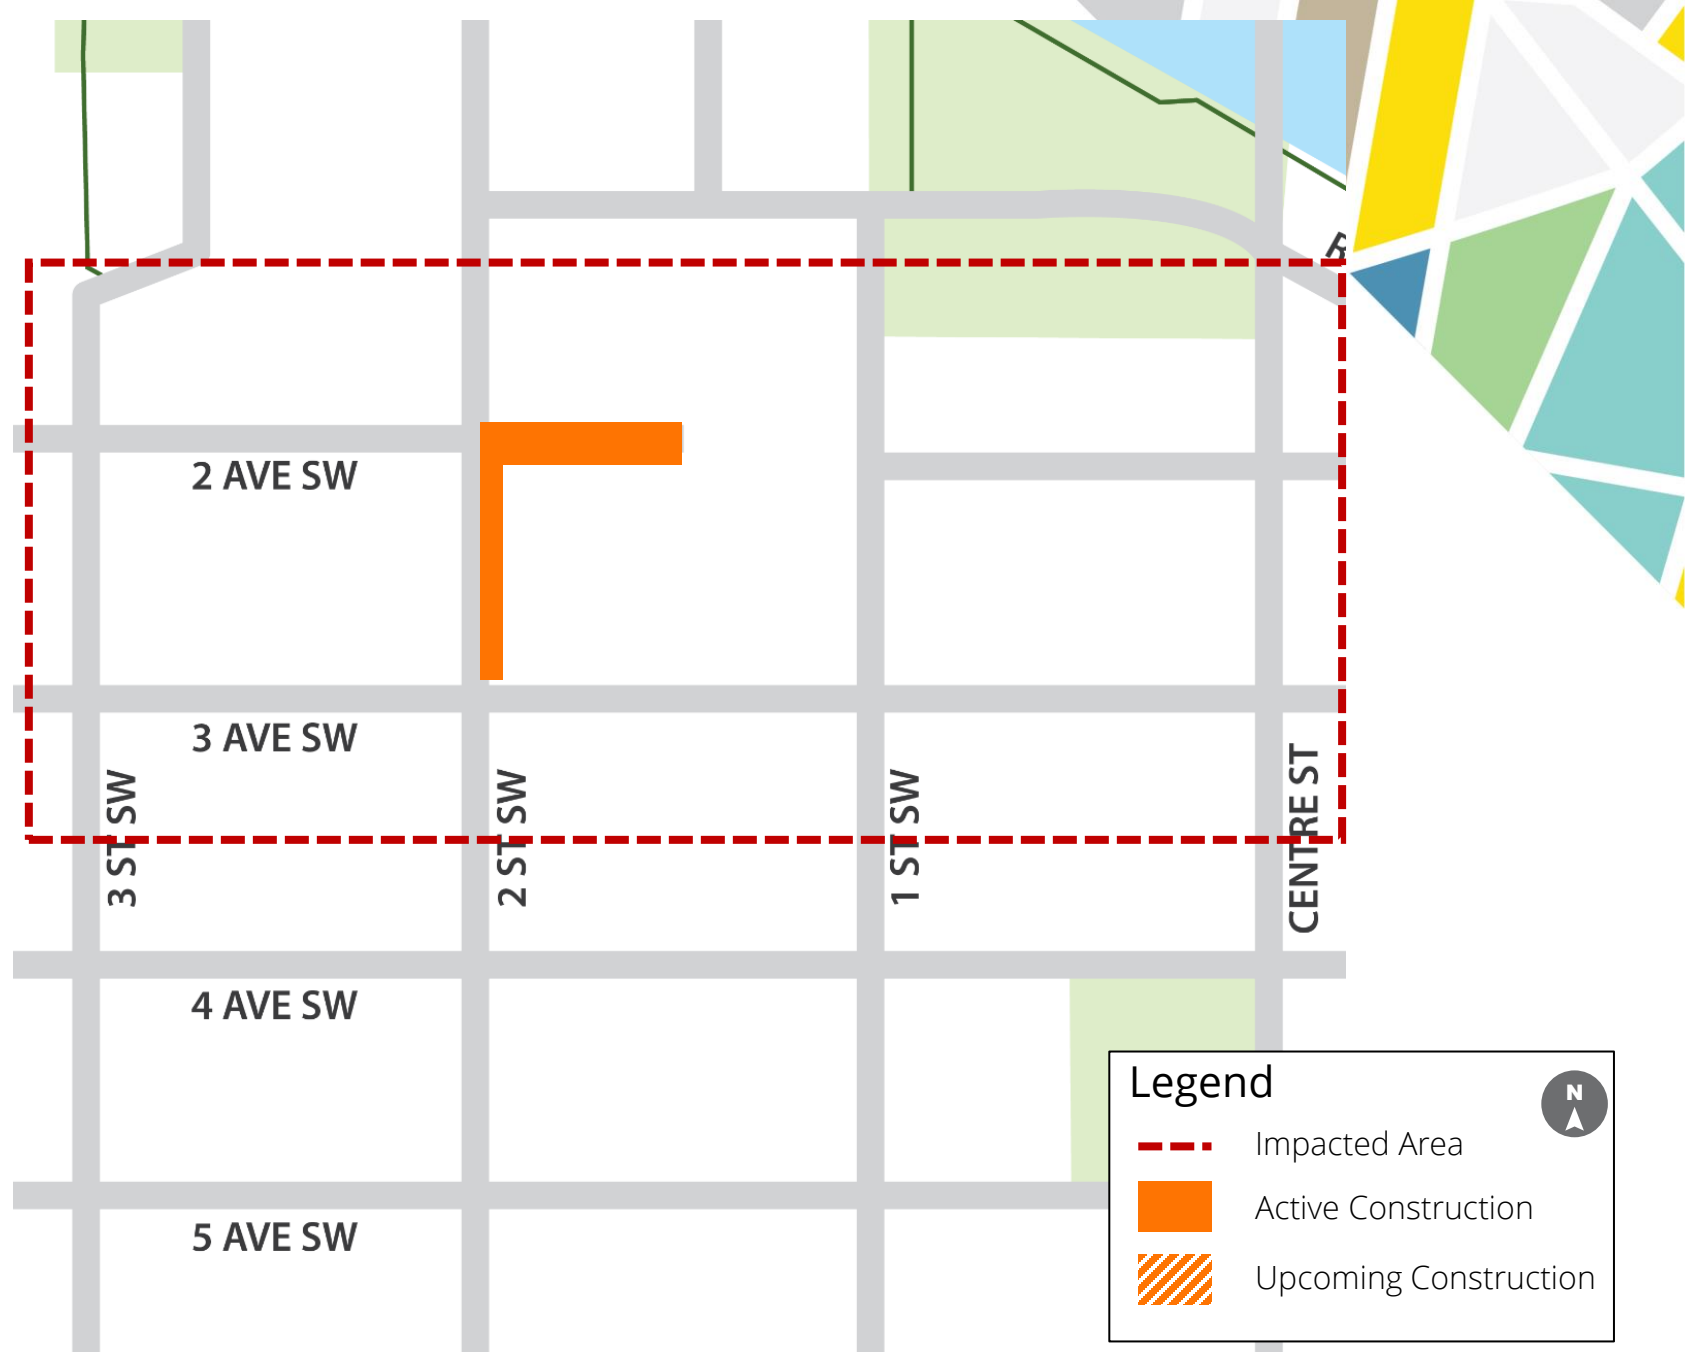 2 AVE SW
3 AVE SW
3 ST SW
2 ST SW
1 ST SW
CENTRE ST
4 AVE SW
5 AVE SW
Legend
N
Impacted Area
Active Construction
Upcoming Construction